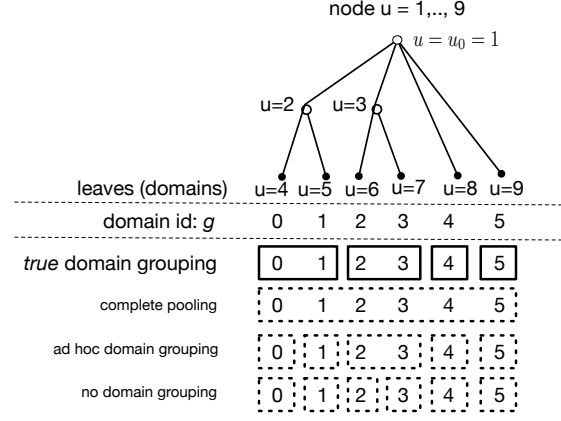 node u = 1,.., 9
u = u₀ = 1
u=2 u=3
leaves (domains) u=4 u=5 u=6 u=7 u=8 u=9
domain id: g 0 1 2 3 4 5
true domain grouping 0 1 2 3 4 5
complete pooling 0 1 2 3 4 5
ad hoc domain grouping 0 1 2 3 4 5
no domain grouping 0 1 2 3 4 5